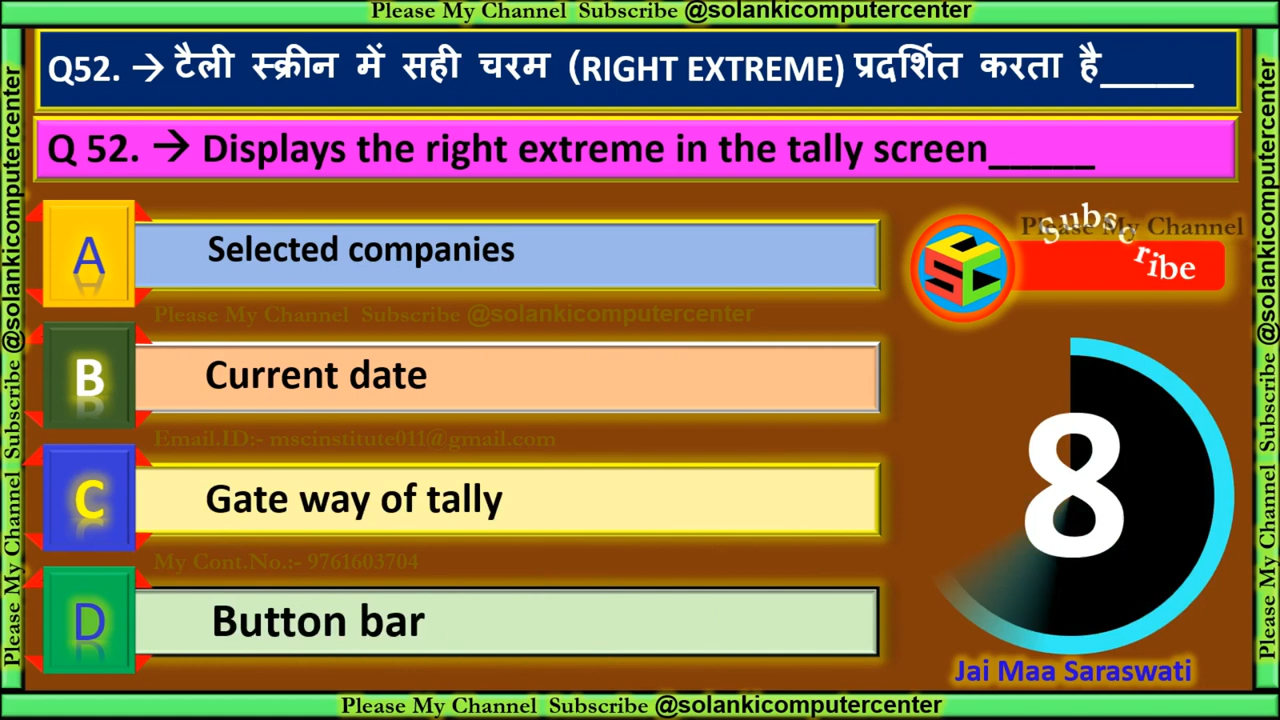 Please My Channel Subscribe @solankicomputercenter
Q52. → टैली स्क्रीन में सही चरम (RIGHT EXTREME) प्रदर्शित करता है_____
Q 52. → Displays the right extreme in the tally screen_____
A Selected companies
Please My Channel
Subscribe
Please My Channel Subscribe @solankicomputercenter
B Current date
Email.ID:- mscinstitute011@gmail.com
C Gate way of tally
8
My Cont.No.:- 9761603704
D Button bar
Jai Maa Saraswati
Please My Channel Subscribe @solankicomputercenter
Please My Channel Subscribe @solankicomputercenter
Please My Channel Subscribe @solankicomputercenter